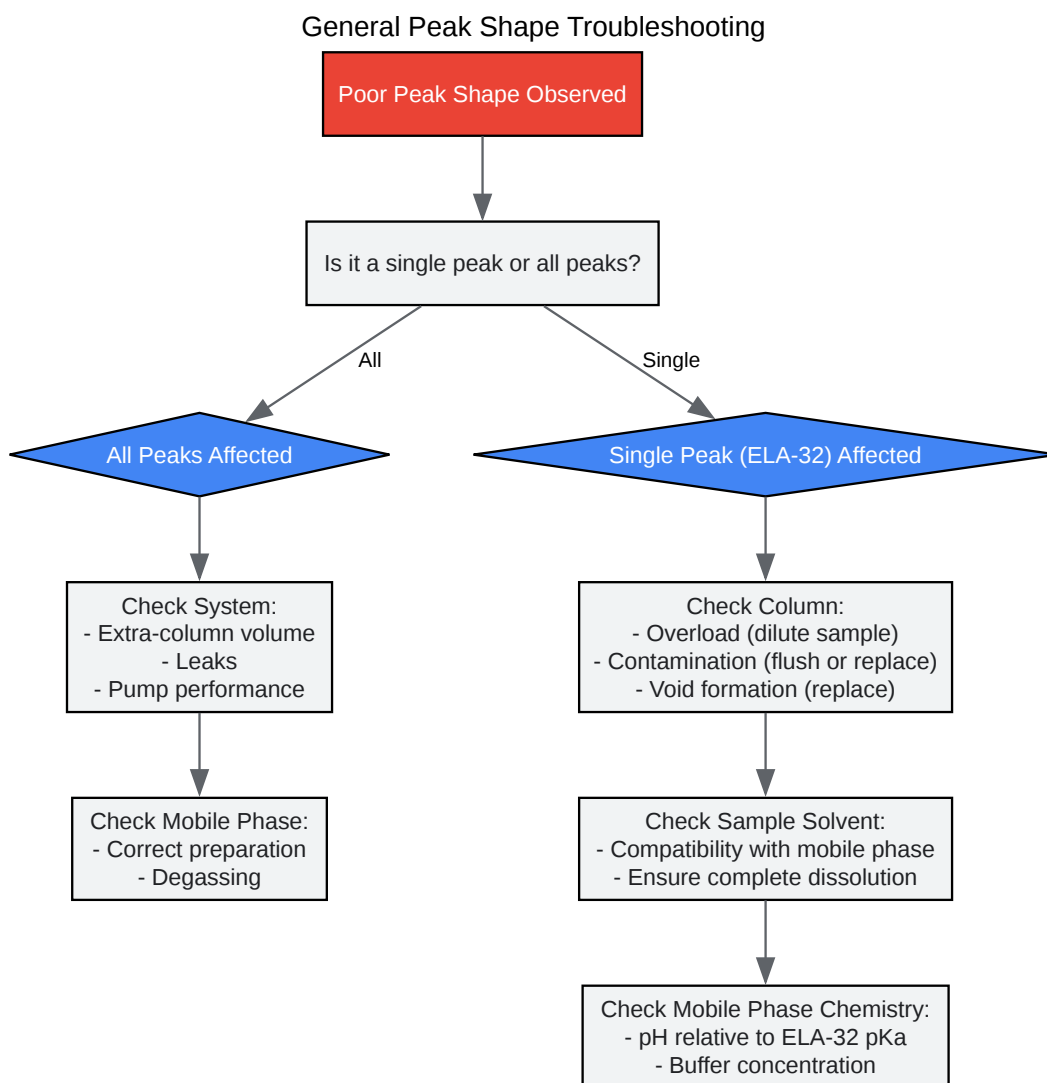 General Peak Shape Troubleshooting
Poor Peak Shape Observed
Is it a single peak or all peaks?
All
Single
All Peaks Affected
Single Peak (ELA-32) Affected
Check System:
- Extra-column volume
- Leaks
- Pump performance
Check Column:
- Overload (dilute sample)
- Contamination (flush or replace)
- Void formation (replace)
Check Mobile Phase:
- Correct preparation
- Degassing
Check Sample Solvent:
- Compatibility with mobile phase
- Ensure complete dissolution
Check Mobile Phase Chemistry:
- pH relative to ELA-32 pKa
- Buffer concentration